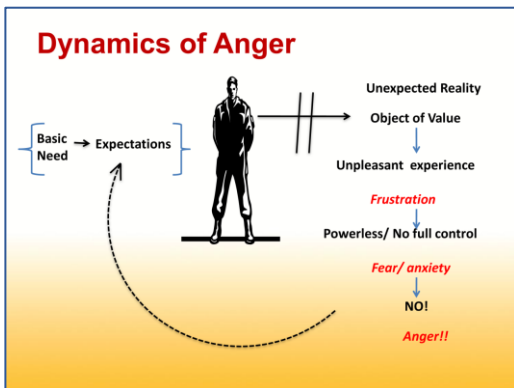 Dynamics of Anger
Unexpected Reality
Basic
Need
Expectations
Object of Value
Unpleasant experience
Frustration
Powerless/ No full control
Fear/ anxiety
NO!
Anger!!